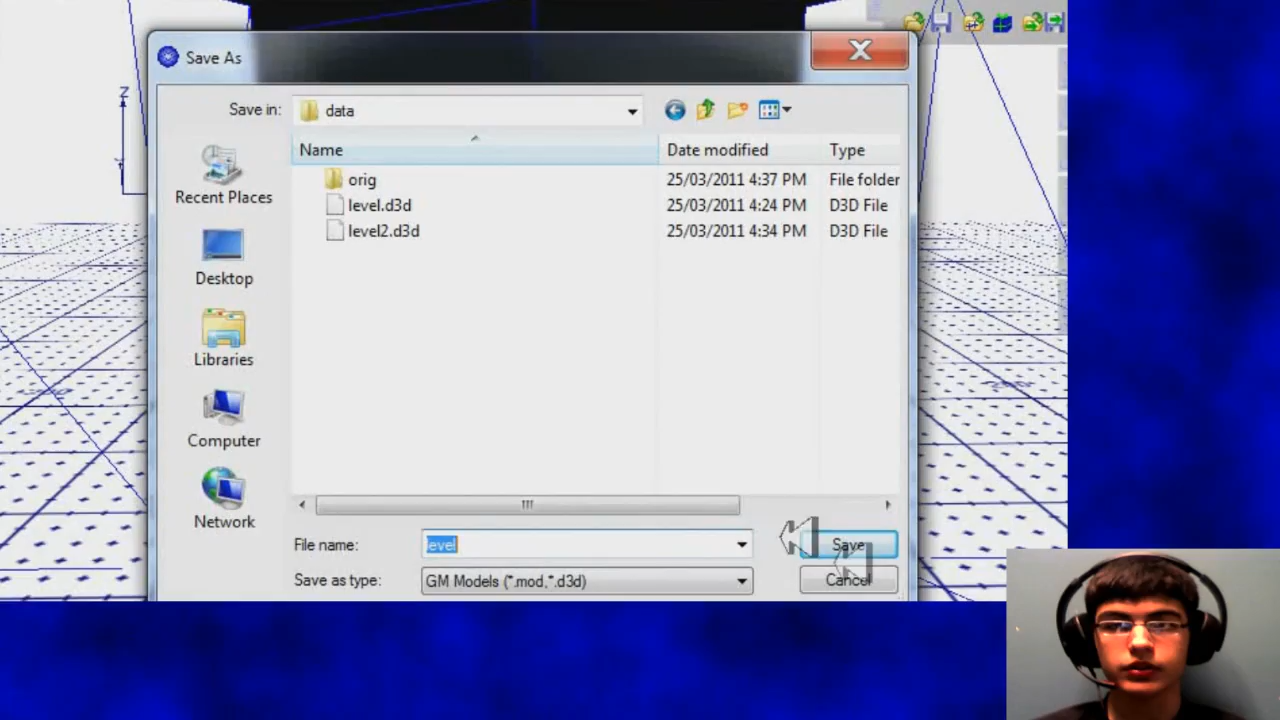 Save As
Z
Save in:
data
Name
Date modified
Type
orig
25/03/2011 4:37 PM
File folder
level.d3d
25/03/2011 4:24 PM
D3D File
level2.d3d
25/03/2011 4:34 PM
D3D File
Recent Places
Desktop
Libraries
Computer
Network
File name:
level
Save
Save as type:
GM Models (*.mod,*.d3d)
Cancel